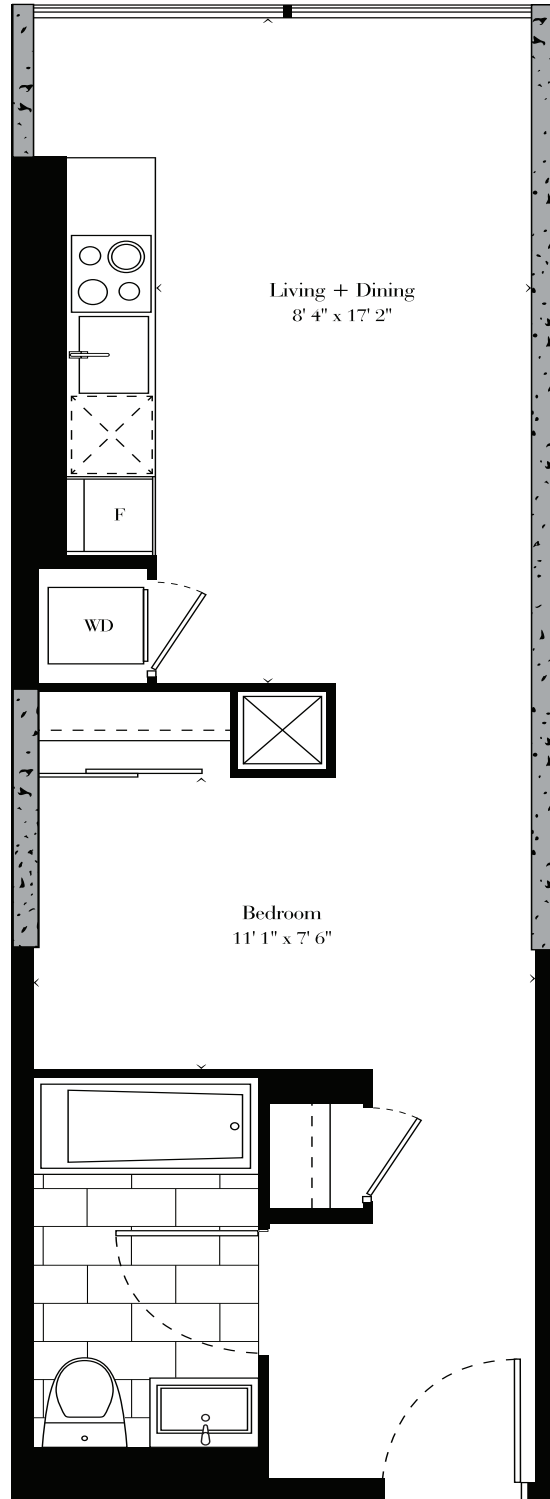 Living + Dining
8' 4" x 17' 2"
F
WD
Bedroom
11' 1" x 7' 6"